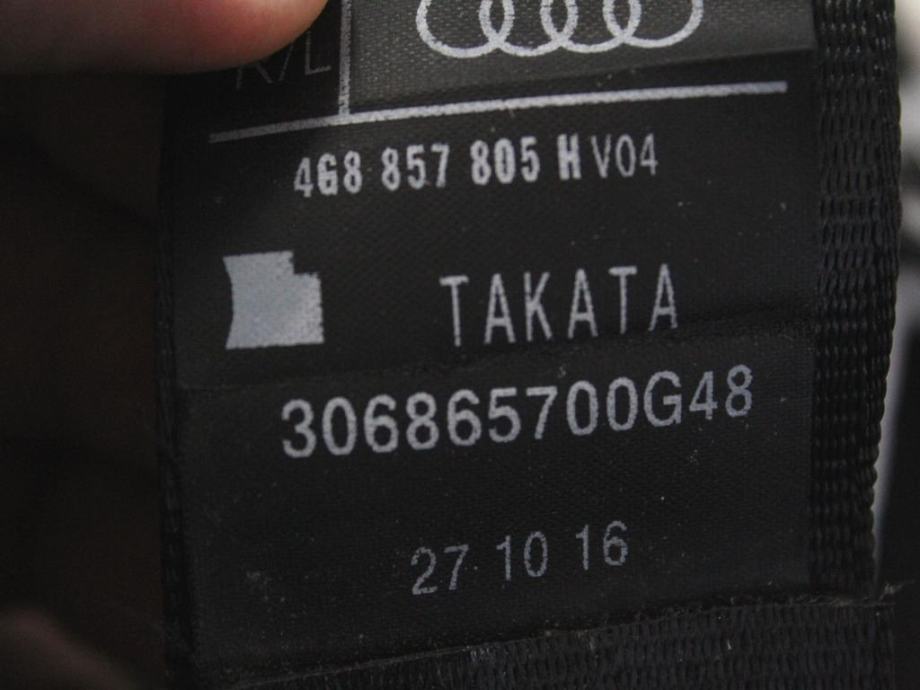 R/L
4G8 857 805 H V04
TAKATA
306865700G48
27 10 16